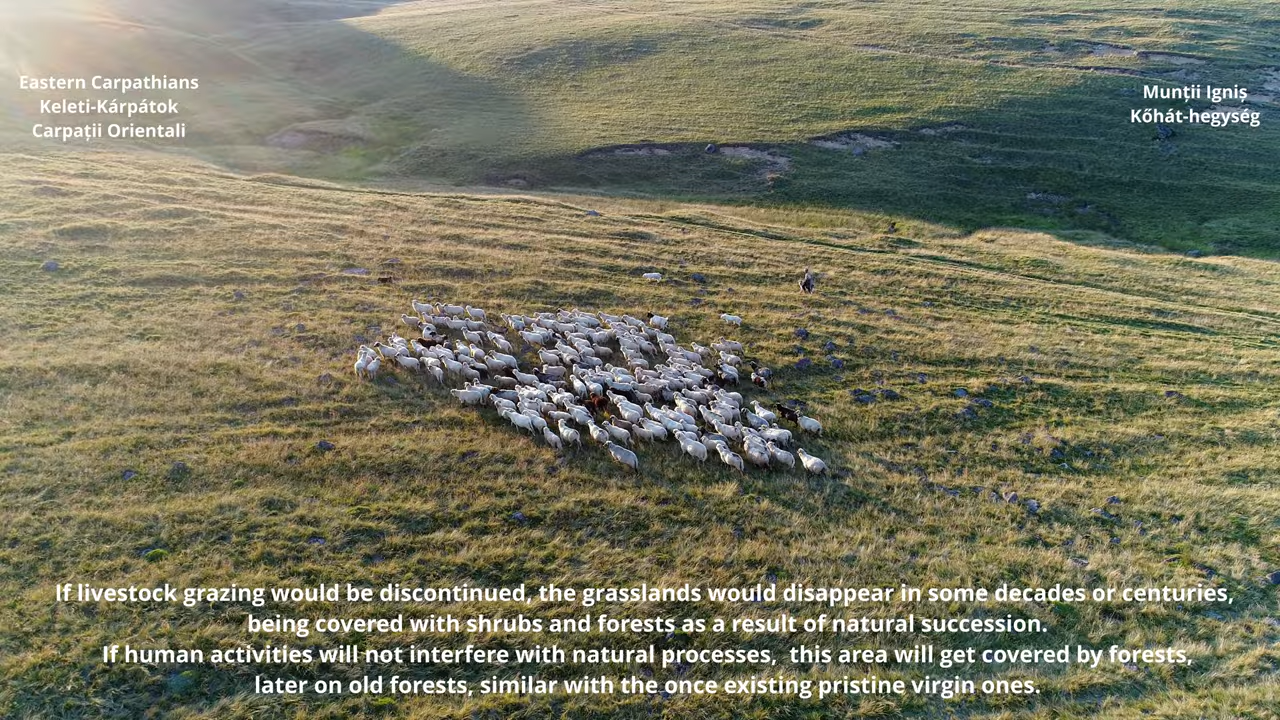 Eastern Carpathians
Keleti-Kárpátok
Carpații Orientali
Munții Igniș
Kőhát-hegység
If livestock grazing would be discontinued, the grasslands would disappear in some decades or centuries,
being covered with shrubs and forests as a result of natural succession.
If human activities will not interfere with natural processes,  this area will get covered by forests,
later on old forests, similar with the once existing pristine virgin ones.